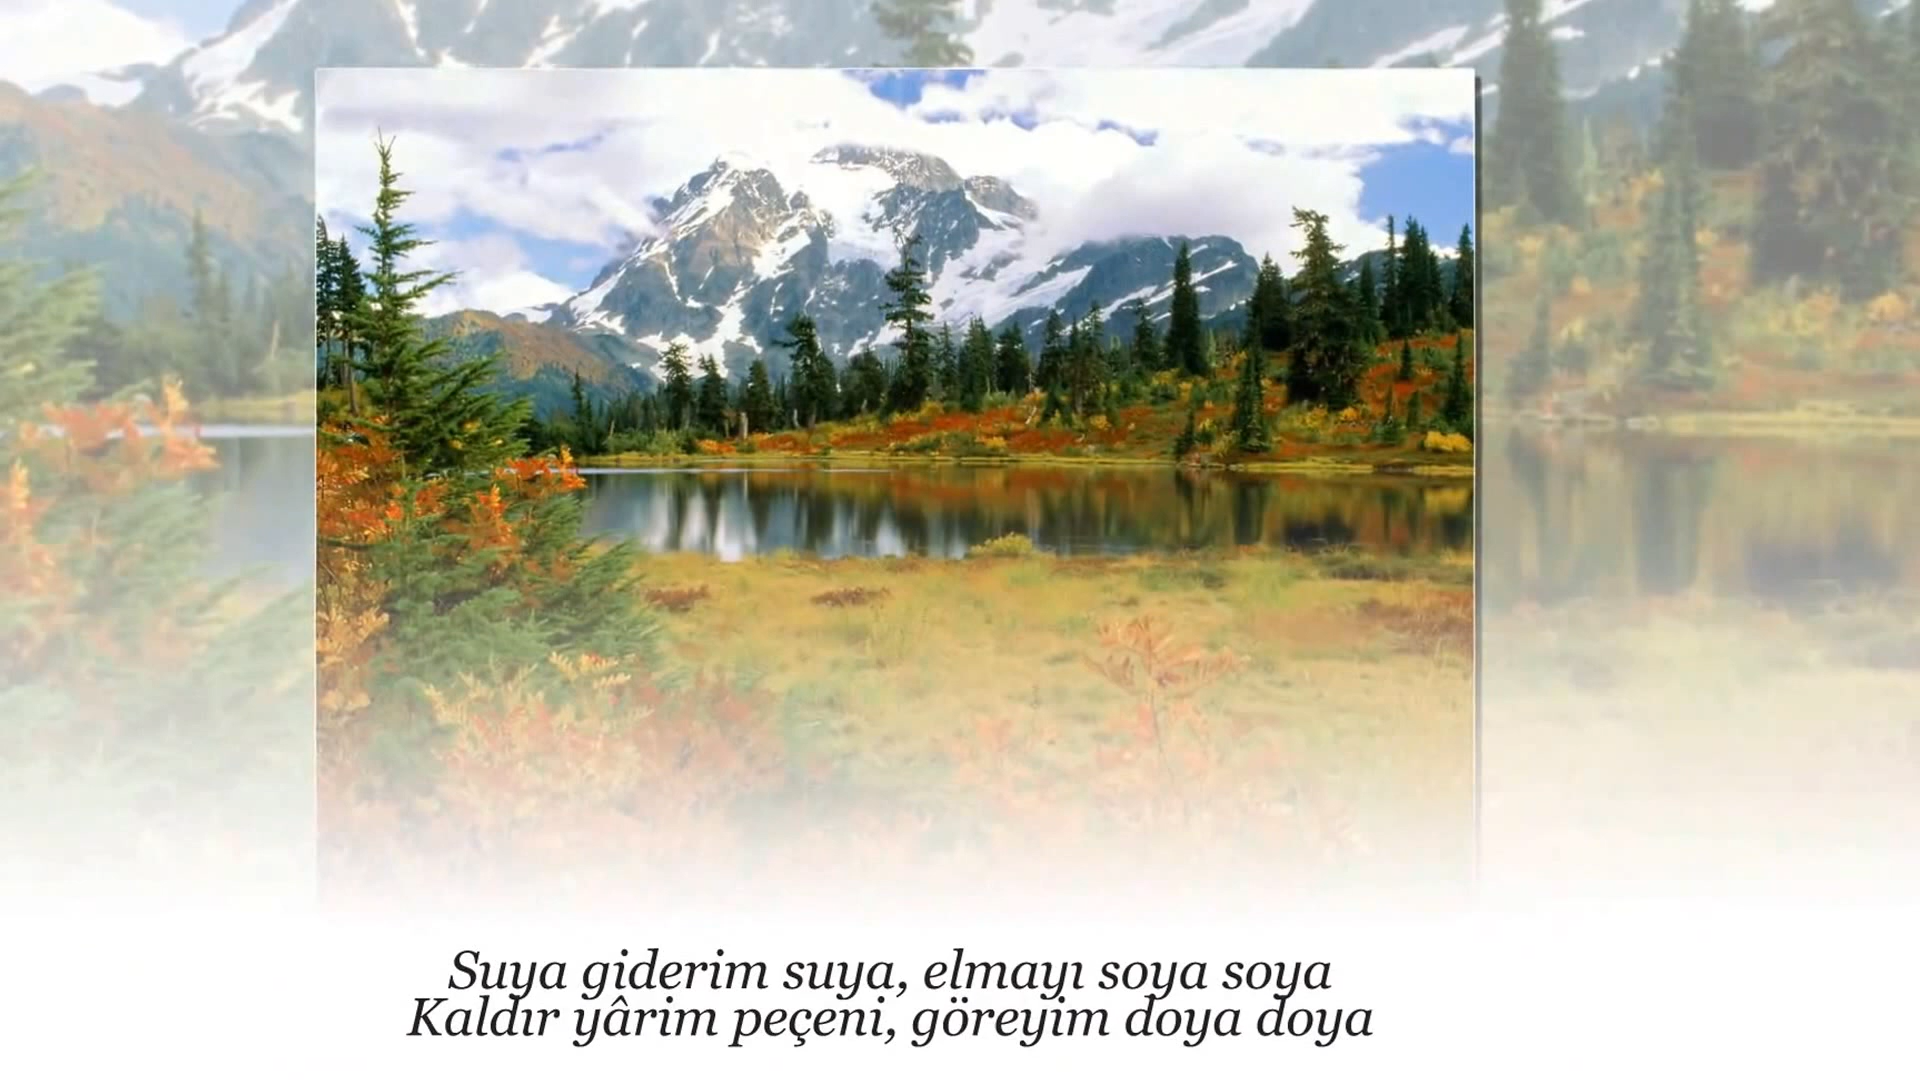 Suya giderim suya, elmayı soya soya
Kaldır yârim peçeni, göreyim doya doya